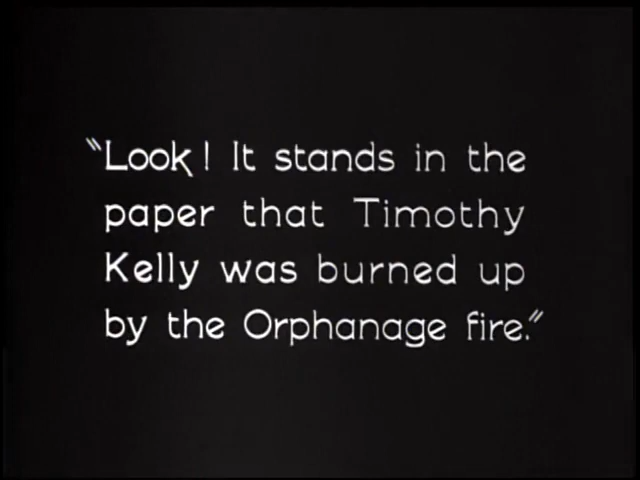 "Look! It stands in the
paper that Timothy
Kelly was burned up
by the Orphanage fire."